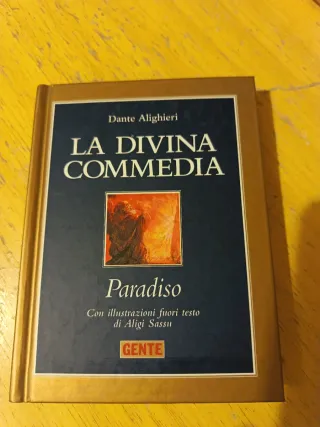 Dante Alighieri
LA DIVINA
COMMEDIA
Paradiso
Con illustrazioni fuori testo
di Aligi Sassu
GENTE